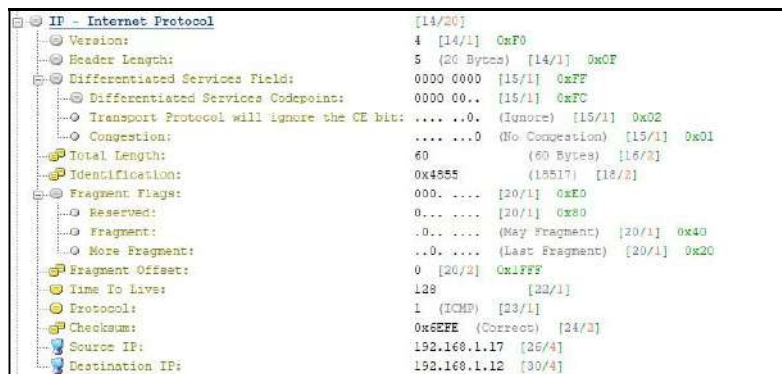 IP - Internet Protocol [14/20]
Version: 4 [14/1] 0xF0
Header Length: 5 (20 Bytes) [14/1] 0x0F
Differentiated Services Field: 0000 0000 [15/1] 0xFF
Differentiated Services Codepoint: 0000 00.. [15/1] 0xFC
Transport Protocol will ignore the CE bit: .... ..0. (Ignore) [15/1] 0x02
Congestion: .... ...0 (No Congestion) [15/1] 0x01
Total Length: 60 (60 Bytes) [16/2]
Identification: 0x4855 (18517) [18/2]
Fragment Flags: 000. .... [20/1] 0xE0
Reserved: 0... .... [20/1] 0x80
Fragment: .0.. .... (May Fragment) [20/1] 0x40
More Fragment: ..0. .... (Last Fragment) [20/1] 0x20
Fragment Offset: 0 [20/2] 0x1FFF
Time To Live: 128 [22/1]
Protocol: 1 (ICMP) [23/1]
Checksum: 0x6EFE (Correct) [24/2]
Source IP: 192.168.1.17 [26/4]
Destination IP: 192.168.1.12 [30/4]